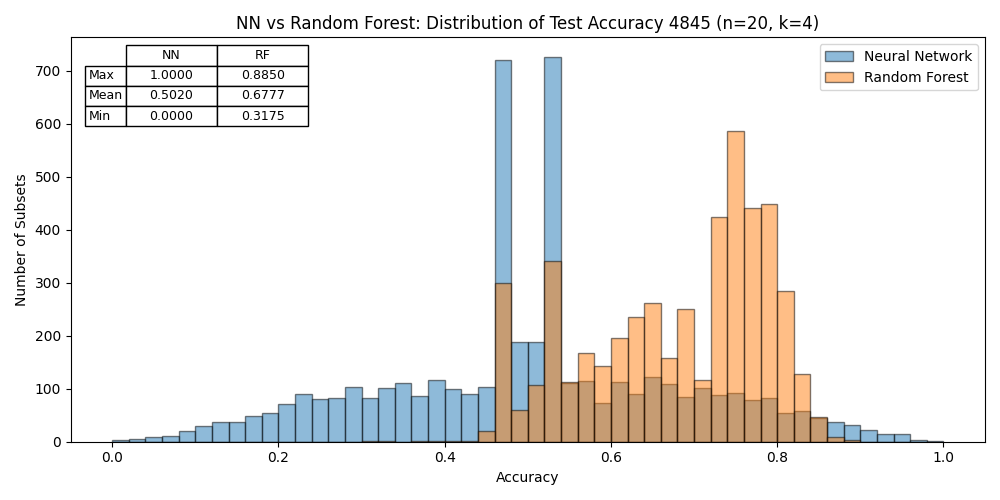 NN vs Random Forest: Distribution of Test Accuracy 4845 (n=20, k=4)
NN RF
Max 1.0000 0.8850
Mean 0.5020 0.6777
Min 0.0000 0.3175
Neural Network
Random Forest
Number of Subsets
700
600
500
400
300
200
100
0
0.0 0.2 0.4 0.6 0.8 1.0
Accuracy